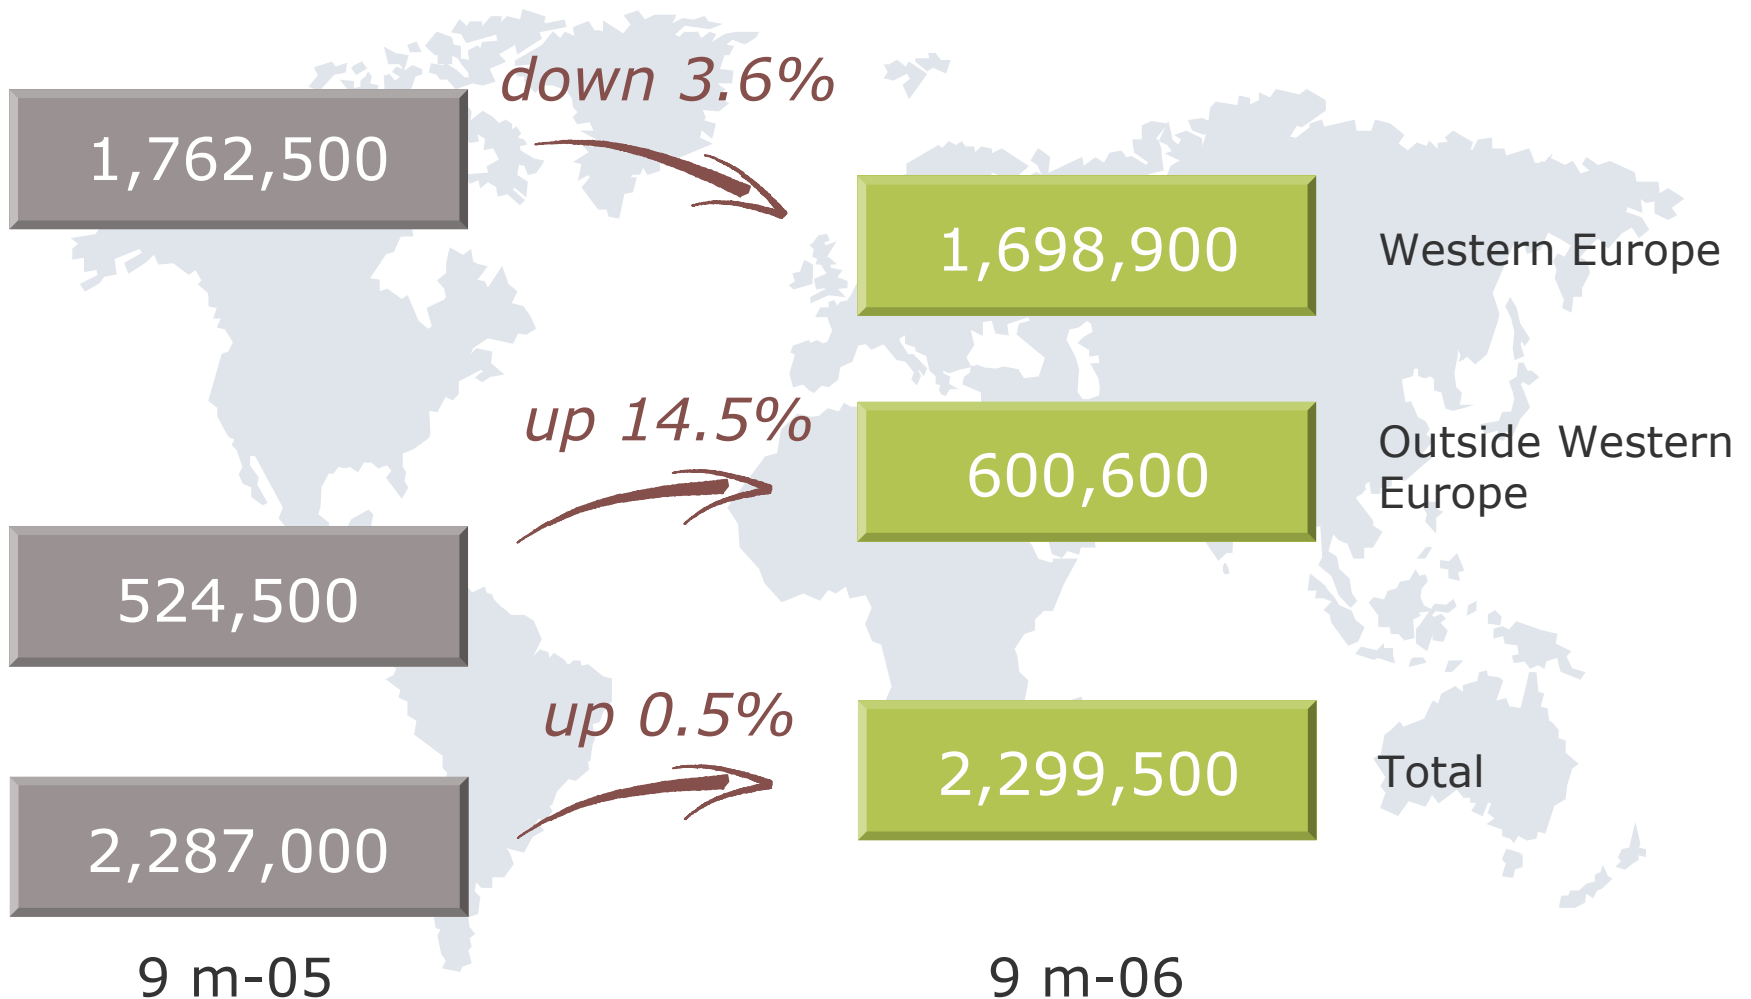 down 3.6%
1,762,500
1,698,900
Western Europe
up 14.5%
524,500
600,600
Outside Western
Europe
up 0.5%
2,287,000
2,299,500
Total
9 m-05
9 m-06